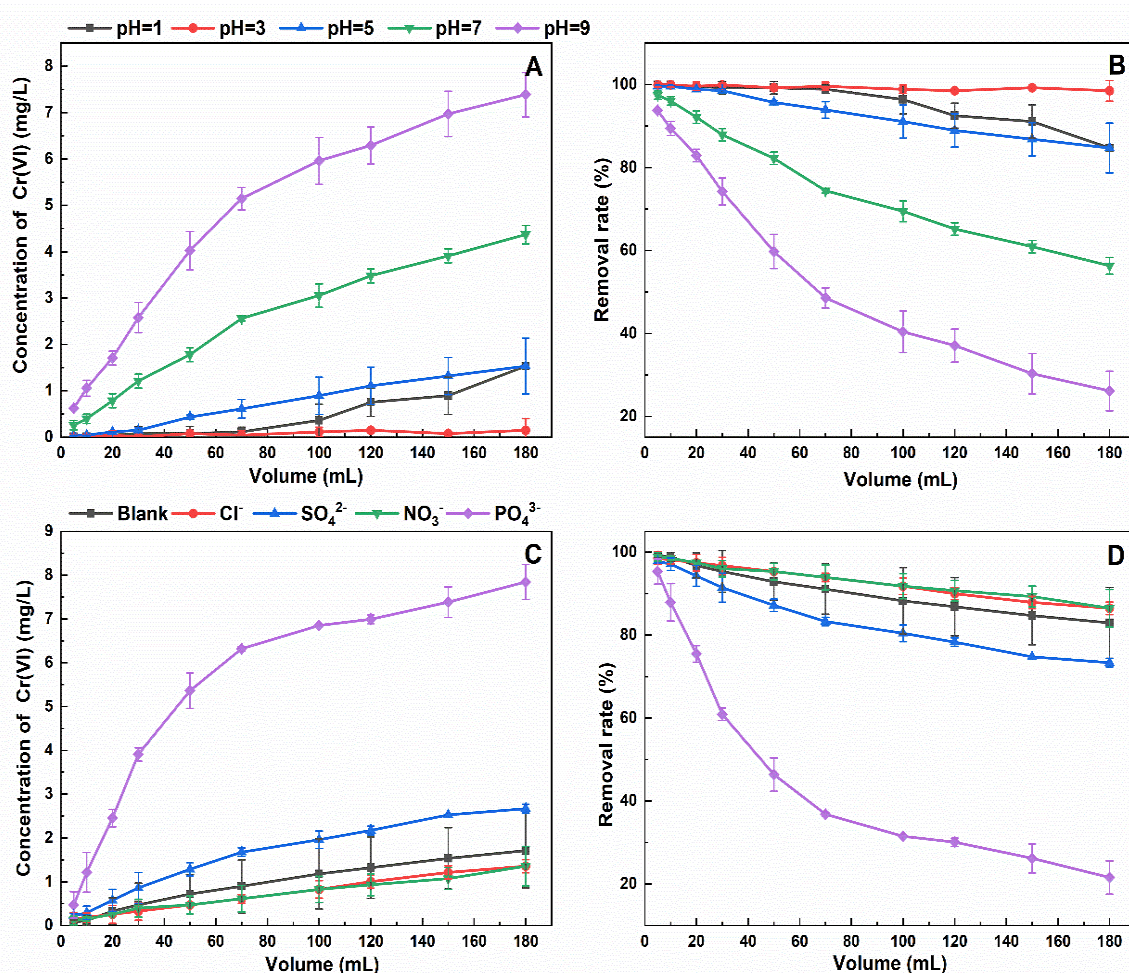 pH=1 pH=3 pH=5 pH=7 pH=9
A
Concentration of Cr(VI) (mg/L)
8
7
6
5
4
3
2
1
0
0 20 40 60 80 100 120 140 160 180
Volume (mL)
B
Removal rate (%)
100
80
60
40
20
0 20 40 60 80 100 120 140 160 180
Volume (mL)
Blank Cl⁻ SO₄²⁻ NO₃⁻ PO₄³⁻
C
Concentration of Cr(VI) (mg/L)
9
8
7
6
5
4
3
2
1
0
0 20 40 60 80 100 120 140 160 180
Volume (mL)
D
Removal rate (%)
100
80
60
40
20
0 20 40 60 80 100 120 140 160 180
Volume (mL)